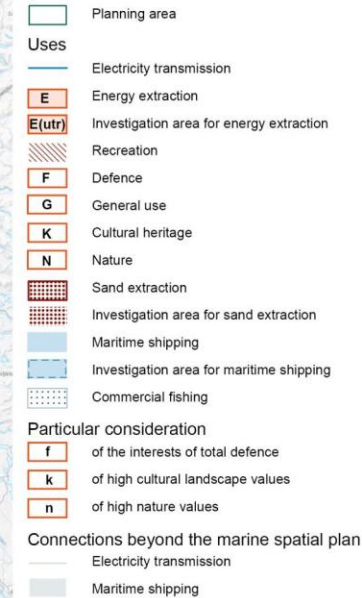 Planning area
Uses
Electricity transmission
E Energy extraction
E(utr) Investigation area for energy extraction
Recreation
F Defence
G General use
K Cultural heritage
N Nature
Sand extraction
Investigation area for sand extraction
Maritime shipping
Investigation area for maritime shipping
Commercial fishing
Particular consideration
f of the interests of total defence
k of high cultural landscape values
n of high nature values
Connections beyond the marine spatial plan
Electricity transmission
Maritime shipping